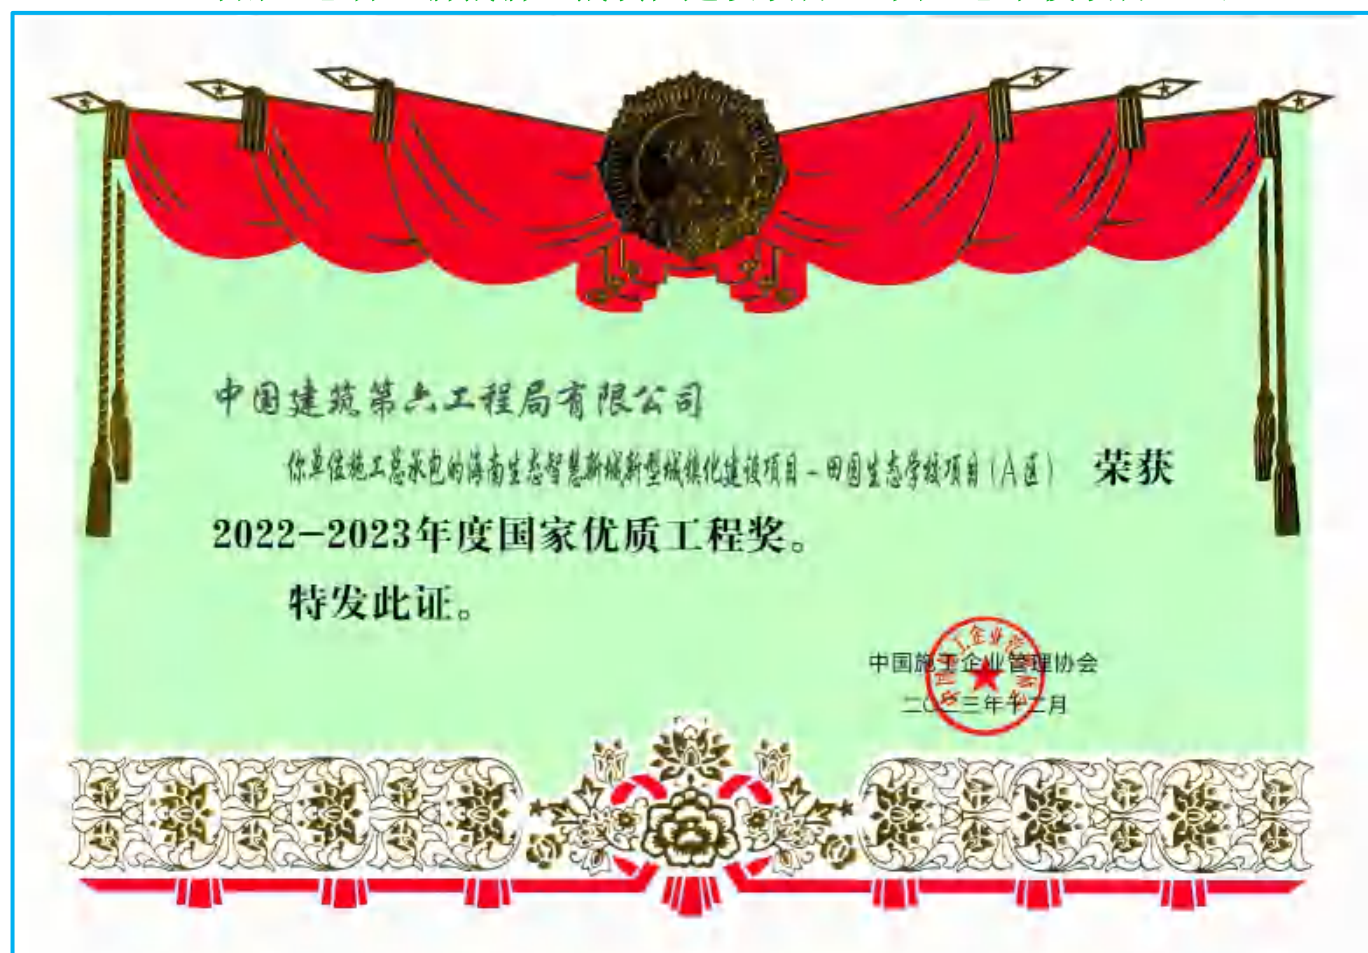 中国建筑第六工程局有限公司
你单位施工总承包的海南生态智慧新城新型城镇化建设项目-田园生态学校项目(A区) 荣获
2022-2023年度国家优质工程奖。
特发此证。
中国施工企业管理协会
二〇二三年十二月